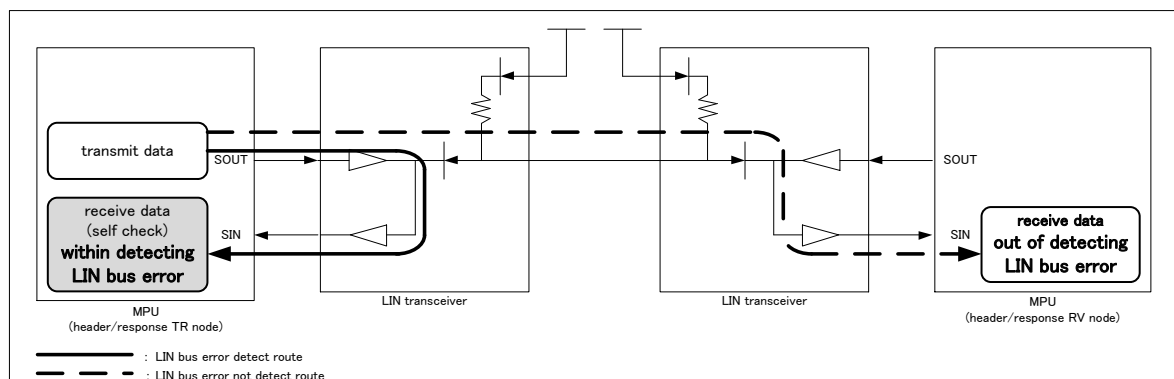 transmit data
SOUT
receive data
(self check)
within detecting
LIN bus error
SIN
MPU
(header/response TR node)
LIN transceiver
LIN transceiver
SOUT
SIN
receive data
out of detecting
LIN bus error
MPU
(header/response RV node)
: LIN bus error detect route
: LIN bus error not detect route